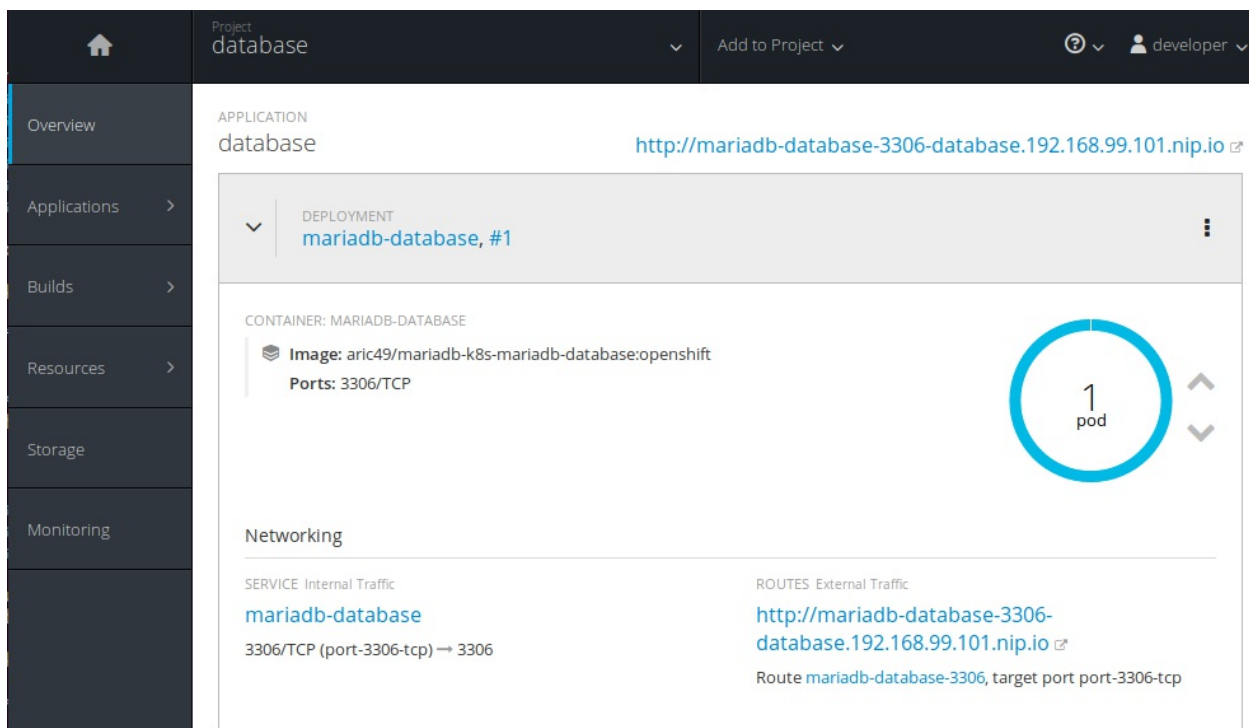 Project
database
Add to Project
developer
Overview
Applications
Builds
Resources
Storage
Monitoring
APPLICATION
database
http://mariadb-database-3306-database.192.168.99.101.nip.io
DEPLOYMENT
mariadb-database, #1
CONTAINER: MARIADB-DATABASE
Image: aric49/mariadb-k8s-mariadb-database:openshift
Ports: 3306/TCP
1
pod
Networking
SERVICE Internal Traffic
mariadb-database
3306/TCP (port-3306-tcp) → 3306
ROUTES External Traffic
http://mariadb-database-3306-
database.192.168.99.101.nip.io
Route mariadb-database-3306, target port port-3306-tcp